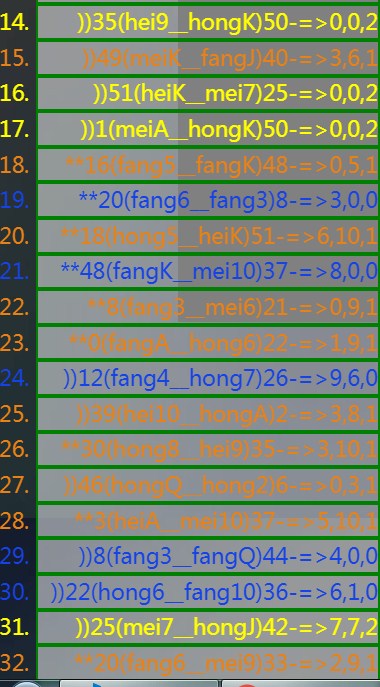 14. ))35(hei9__hongK)50-=>0,0,2
15. ))49(meiK__fangJ)40-=>3,6,1
16. ))51(heiK__mei7)25-=>0,0,2
17. ))1(meiA__hongK)50-=>0,0,2
18. **16(fang5__fangK)48-=>0,5,1
19. **20(fang6__fang3)8-=>3,0,0
20. **18(hong5__heiK)51-=>6,10,1
21. **48(fangK__mei10)37-=>8,0,0
22. **8(fang3__mei6)21-=>0,9,1
23. **0(fangA__hong6)22-=>1,9,1
24. ))12(fang4__hong7)26-=>9,6,0
25. ))39(hei10__hongA)2-=>3,8,1
26. **30(hong8__hei9)35-=>3,10,1
27. ))46(hongQ__hong2)6-=>0,3,1
28. **3(heiA__mei10)37-=>5,10,1
29. ))8(fang3__fangQ)44-=>4,0,0
30. ))22(hong6__fang10)36-=>6,1,0
31. ))25(mei7__hongJ)42-=>7,7,2
32. **20(fang6__mei9)33-=>2,9,1